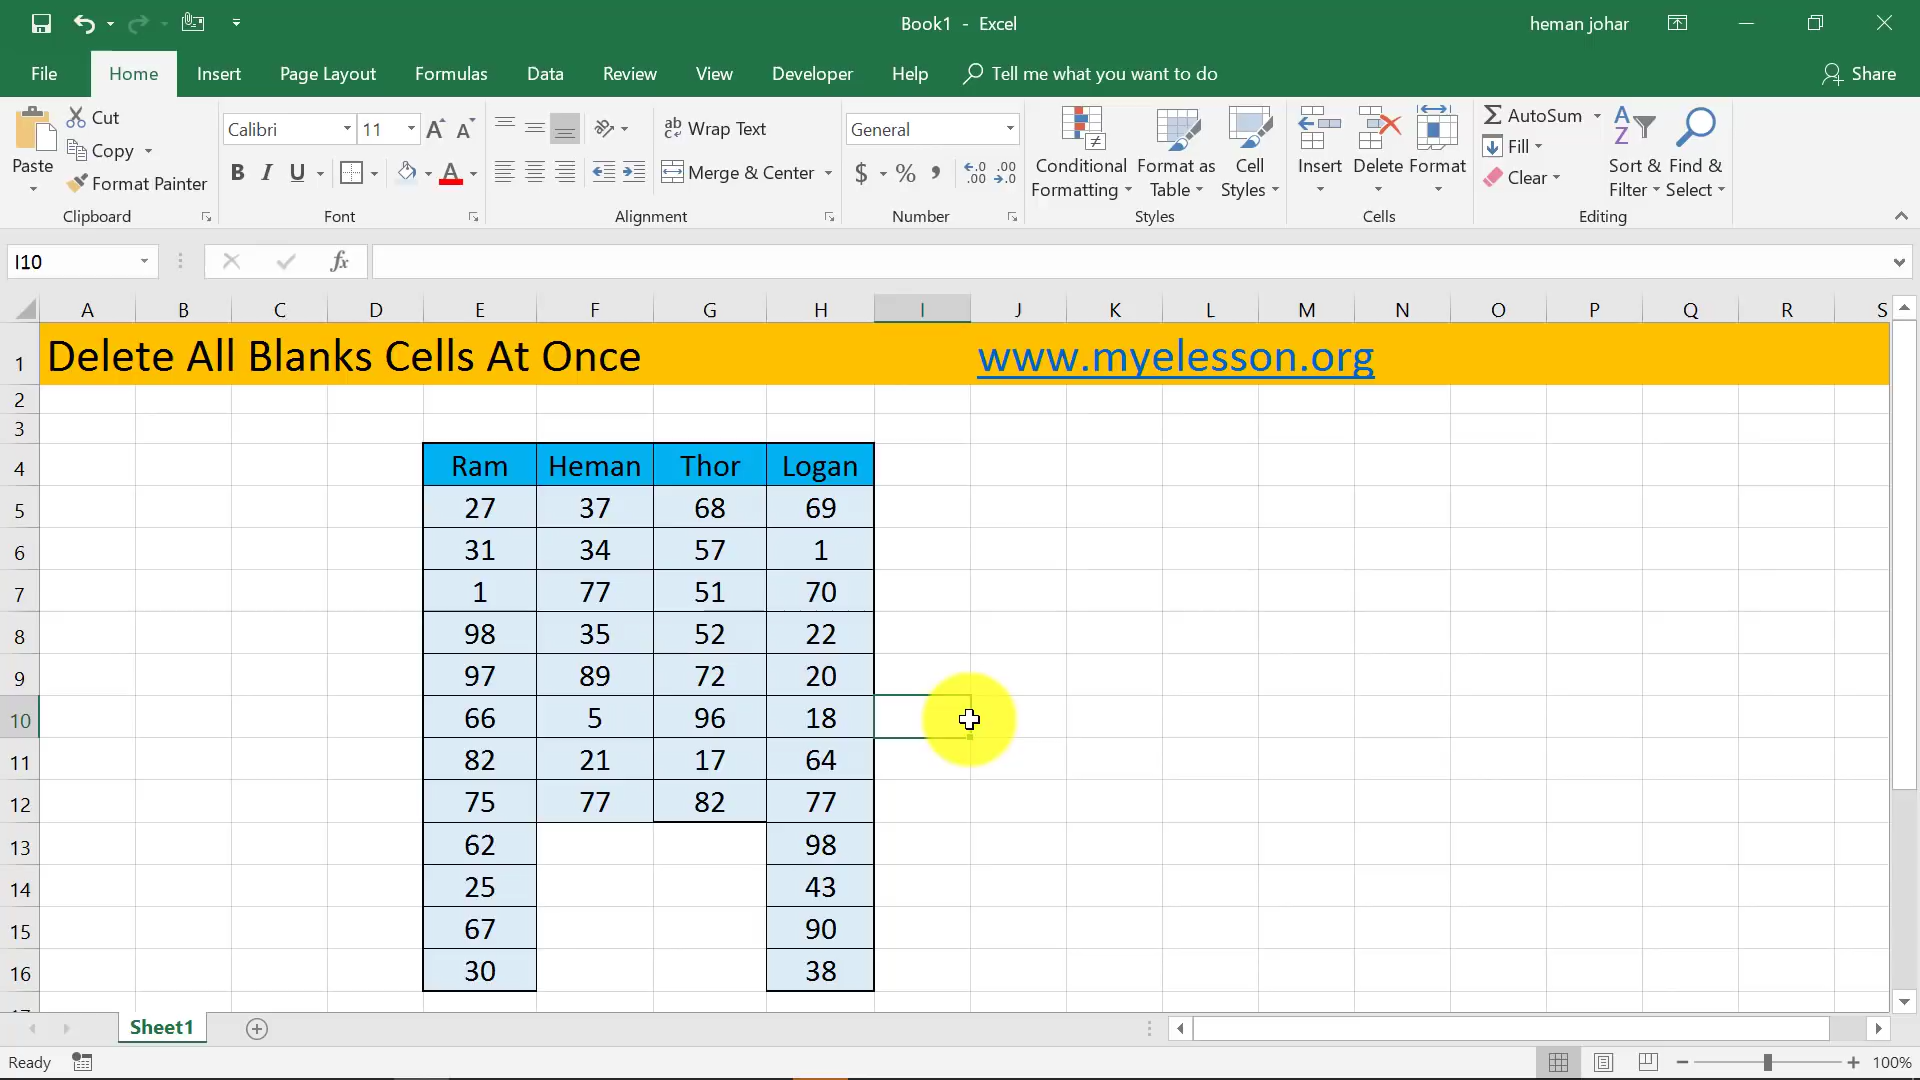 Book1 - Excel
heman johar
File Home Insert Page Layout Formulas Data Review View Developer Help Tell me what you want to do Share
Paste
Cut
Copy
Format Painter
Clipboard
Calibri 11
B I U A
Font
Wrap Text
Merge & Center
Alignment
General
$ % ,
Number
Conditional Formatting
Format as Table
Cell Styles
Styles
Insert Delete Format
Cells
AutoSum
Fill
Clear
Sort & Filter
Find & Select
Editing
I10 fx
A B C D E F G H I J K L M N O P Q R S
1 Delete All Blanks Cells At Once www.myelesson.org
2
3
4 Ram Heman Thor Logan
5 27 37 68 69
6 31 34 57 1
7 1 77 51 70
8 98 35 52 22
9 97 89 72 20
10 66 5 96 18
11 82 21 17 64
12 75 77 82 77
13 62 98
14 25 43
15 67 90
16 30 38
Sheet1
Ready 100%